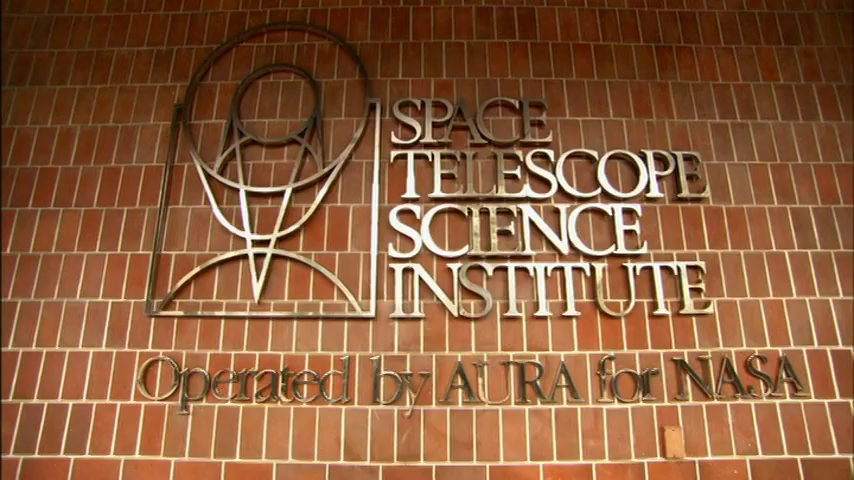 SPACE
TELESCOPE
SCIENCE
INSTITUTE
Operated by AURA for NASA